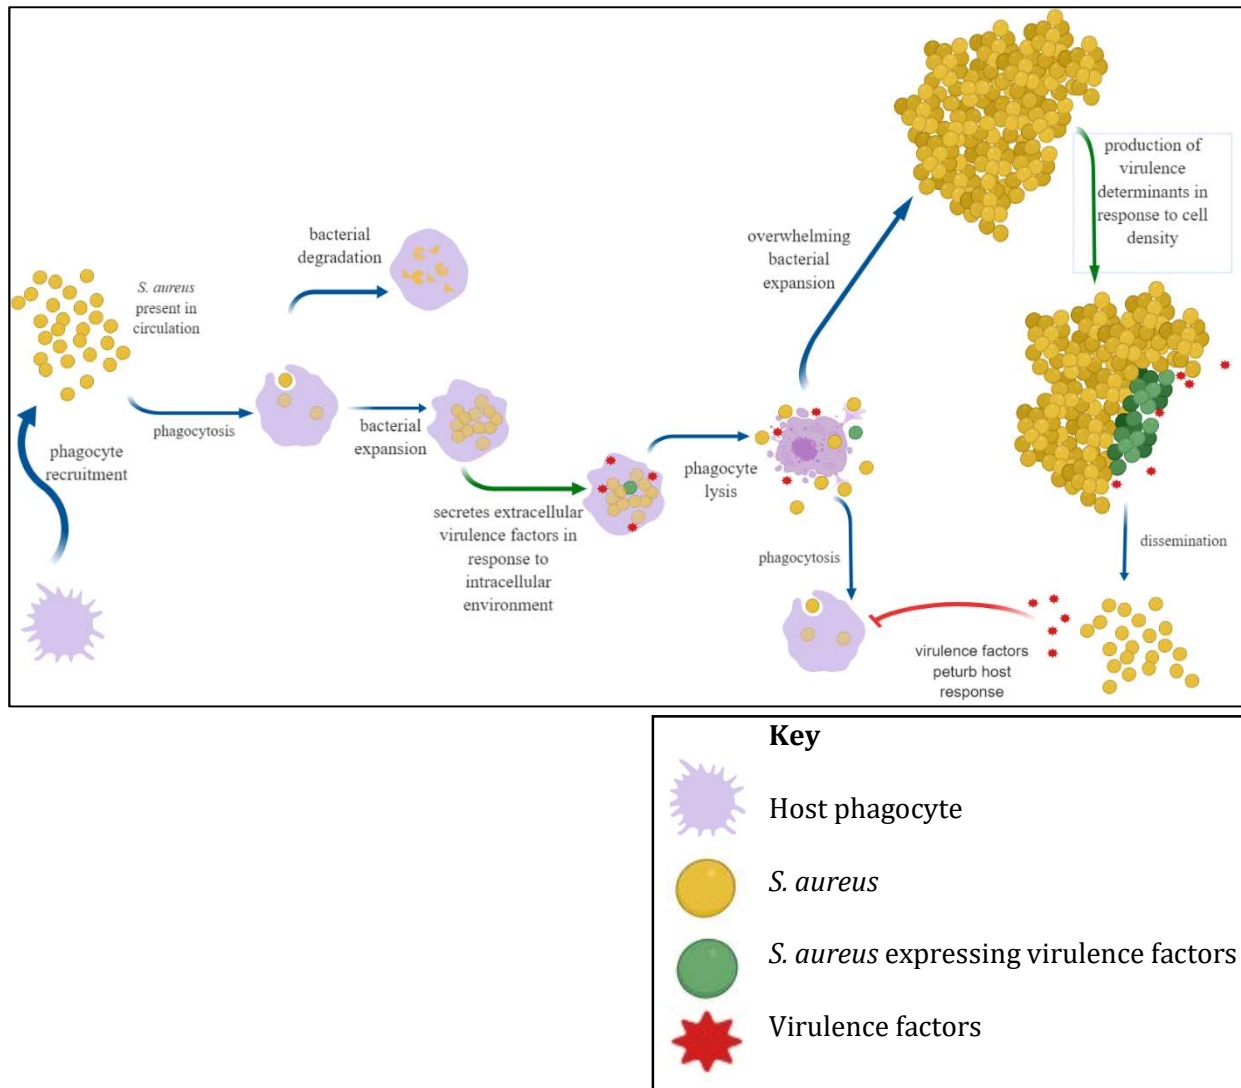 S. aureus
present in
circulation
phagocyte
recruitment
phagocytosis
bacterial
degradation
bacterial
expansion
secretes extracellular
virulence factors in
response to
intracellular
environment
phagocyte
lysis
overwhelming
bacterial
expansion
production of
virulence
determinants in
response to cell
density
phagocytosis
dissemination
virulence factors
peturb host
response
Key
Host phagocyte
S. aureus
S. aureus expressing virulence factors
Virulence factors